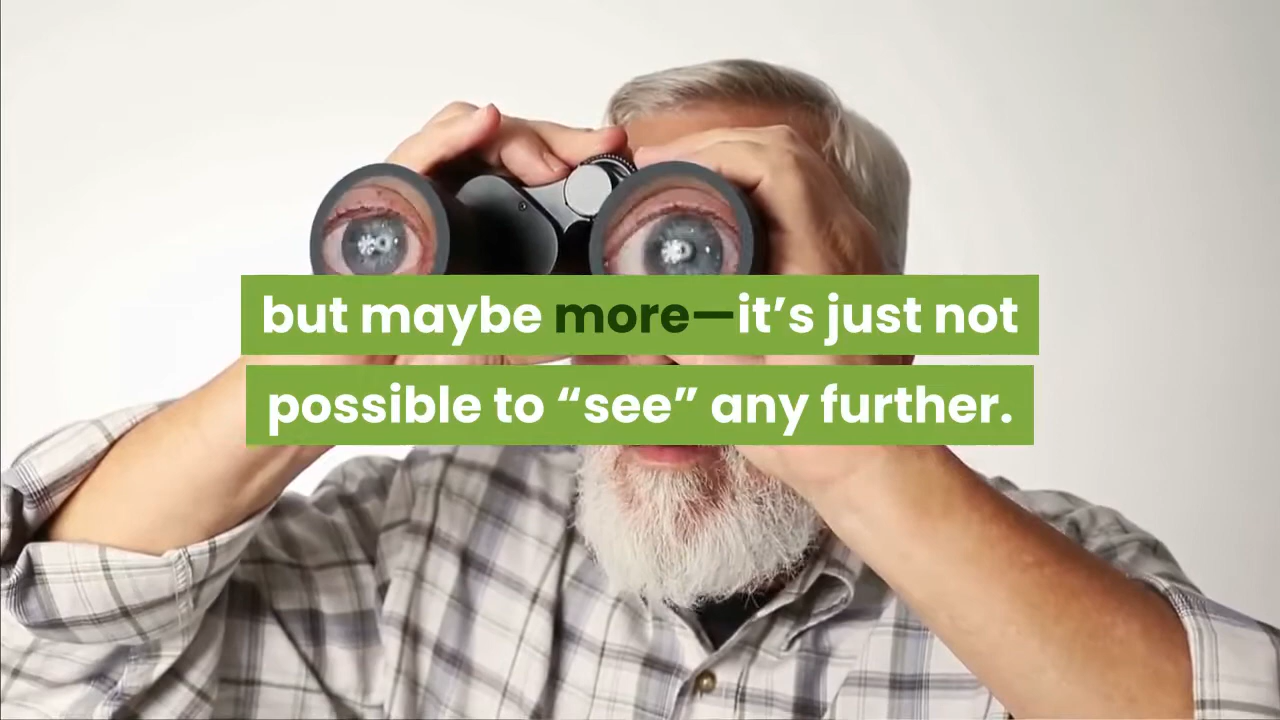 but maybe more—it’s just not
possible to “see” any further.